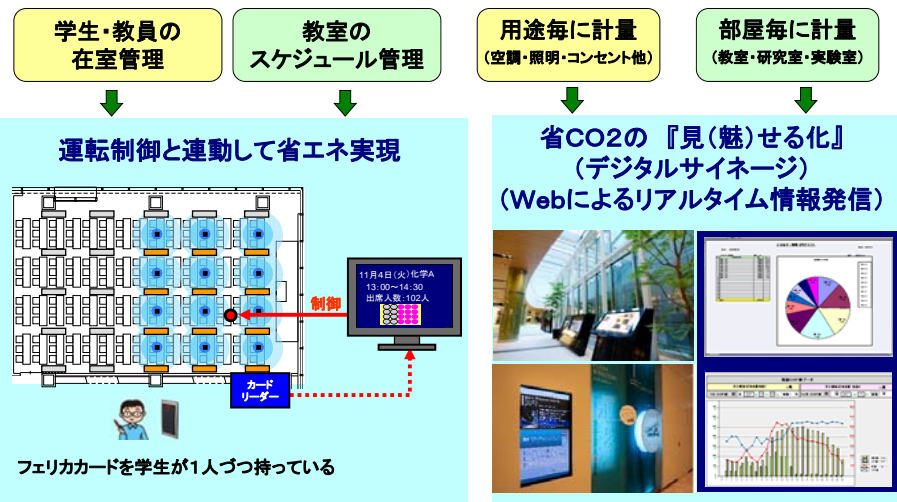 学生・教員の
在室管理
教室の
スケジュール管理
用途毎に計量
(空調・照明・コンセント他)
部屋毎に計量
(教室・研究室・実験室)
運転制御と連動して省エネ実現
11月4日(火)化学A
13:00～14:30
出席人数:102人
制御
カード
リーダー
フェリカカードを学生が1人づつ持っている
省CO2の 『見(魅)せる化』
(デジタルサイネージ)
(Webによるリアルタイム情報発信)